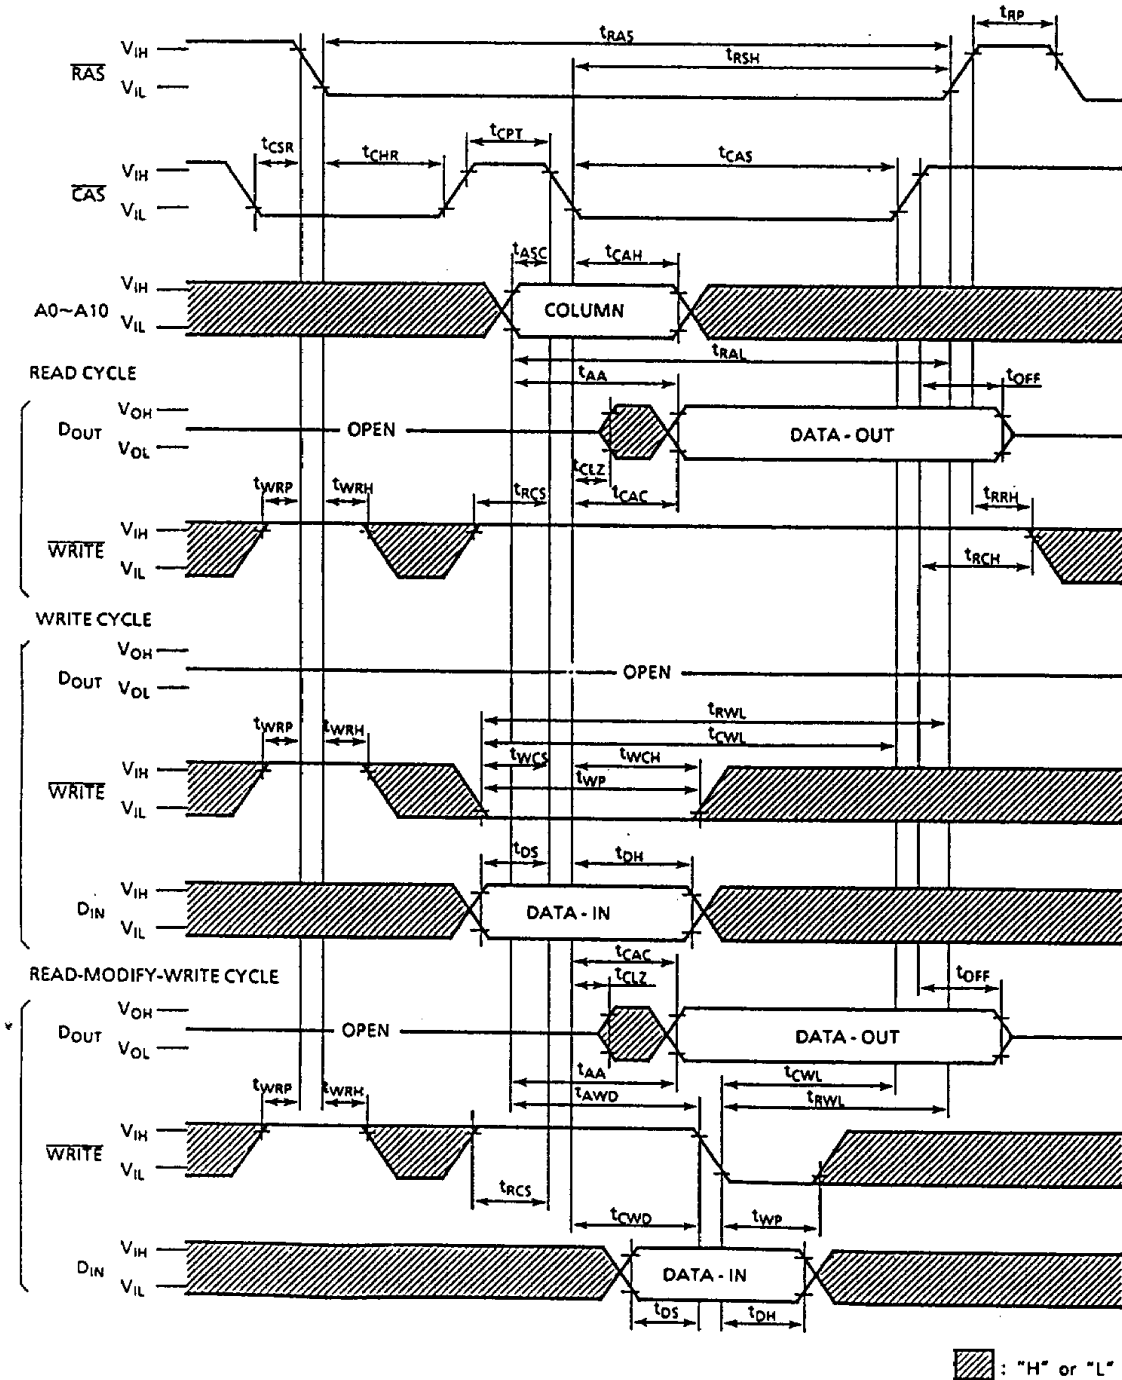 tRP
tRAS
tRSH
VIH
RAS
VIL
tCPT
tCSR
tCHR
tCAS
VIH
CAS
VIL
tASC
tCAH
VIH
A0~A10
VIL
COLUMN
tRAL
READ CYCLE
tAA
tOFF
VOH
DOUT
VOL
OPEN
DATA - OUT
tCLZ
tWRP
tWRH
tRCS
tCAC
tRRH
VIH
WRITE
VIL
tRCH
WRITE CYCLE
VOH
DOUT
VOL
OPEN
tRWL
tWRP
tWRH
tCWL
tWCS
tWCH
VIH
WRITE
VIL
tWP
tDS
tDH
VIH
DIN
VIL
DATA - IN
tCAC
READ-MODIFY-WRITE CYCLE
tCLZ
tOFF
VOH
DOUT
VOL
OPEN
DATA - OUT
tAA
tCWL
tWRP
tWRH
tAWD
tRWL
VIH
WRITE
VIL
tRCS
tCWD
tWP
VIH
DIN
VIL
DATA - IN
tDS
tDH
: "H" or "L"